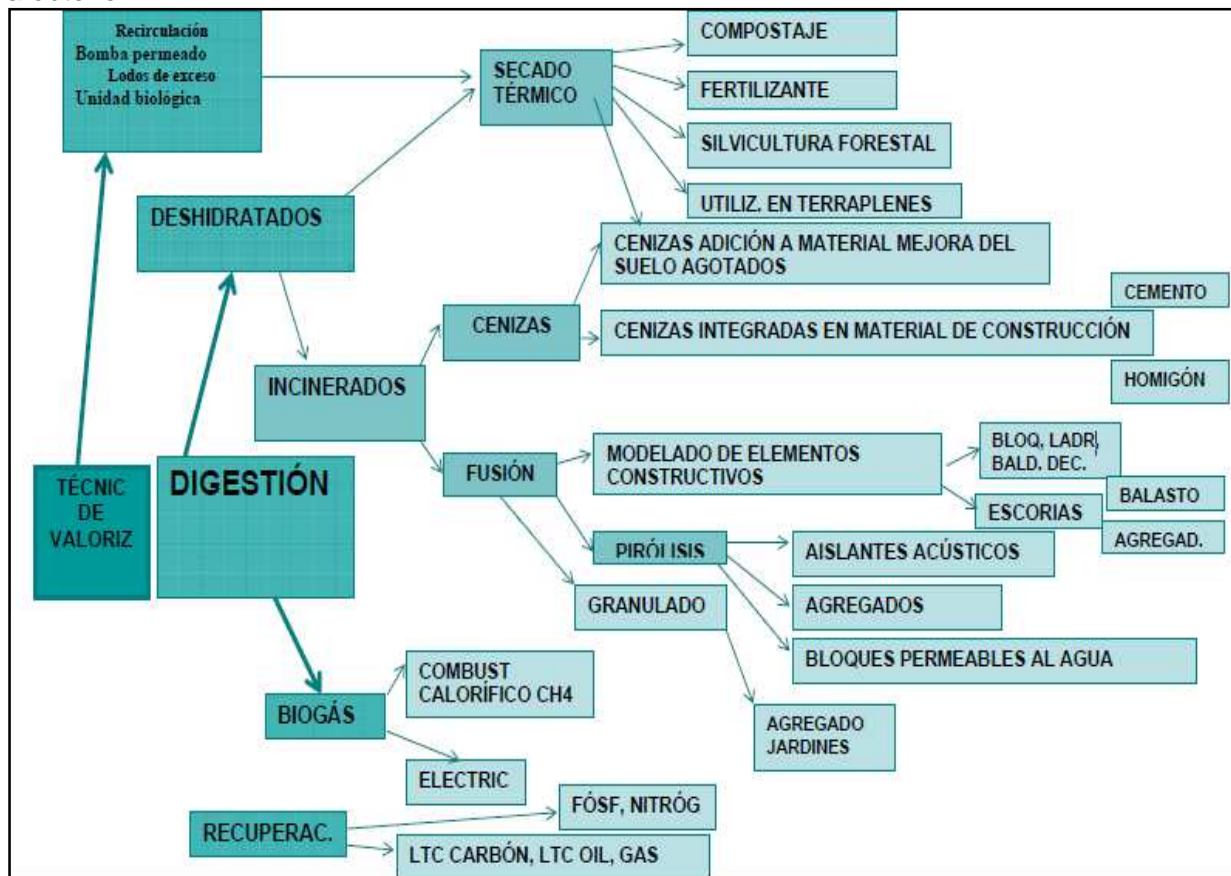 Recirculación
Bomba permeado
Lodos de exceso
Unidad biológica
SECADO
TÉRMICO
COMPOSTAJE
FERTILIZANTE
SILVICULTURA FORESTAL
UTILIZ. EN TERRAPLENES
DESHIDRATADOS
CENIZAS ADICIÓN A MATERIAL MEJORA DEL
SUELO AGOTADOS
CENIZAS
CENIZAS INTEGRADAS EN MATERIAL DE CONSTRUCCIÓN
CEMENTO
HOMIGÓN
INCINERADOS
FUSIÓN
MODELADO DE ELEMENTOS
CONSTRUCTIVOS
BLOQ, LADR,
BALD. DEC.
ESCORIAS
BALASTO
AGREGAD.
TÉCNIC
DE
VALORIZ
DIGESTIÓN
PIRÓLISIS
AISLANTES ACÚSTICOS
GRANULADO
AGREGADOS
BLOQUES PERMEABLES AL AGUA
AGREGADO
JARDINES
BIOGÁS
COMBUST
CALORÍFICO CH4
ELECTRIC
RECUPERAC.
FÓSF, NITRÓG
LTC CARBÓN, LTC OIL, GAS